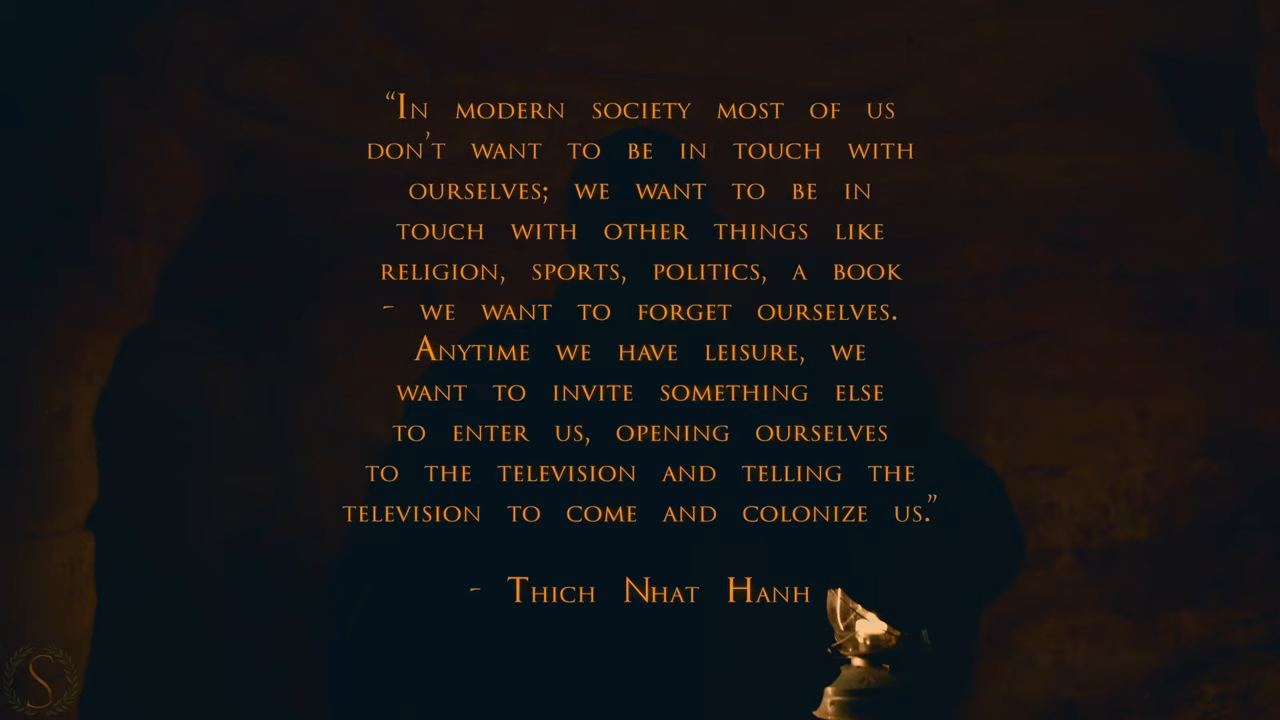 “In modern society most of us
don’t want to be in touch with
ourselves; we want to be in
touch with other things like
religion, sports, politics, a book
- we want to forget ourselves.
Anytime we have leisure, we
want to invite something else
to enter us, opening ourselves
to the television and telling the
television to come and colonize us.”
- Thich Nhat Hanh
S